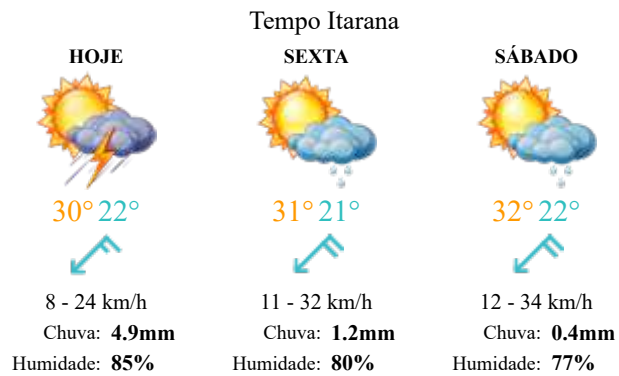 Tempo Itarana
HOJE SEXTA SÁBADO
30° 22° 31° 21° 32° 22°
8 - 24 km/h 11 - 32 km/h 12 - 34 km/h
Chuva: 4.9mm Chuva: 1.2mm Chuva: 0.4mm
Humidade: 85% Humidade: 80% Humidade: 77%